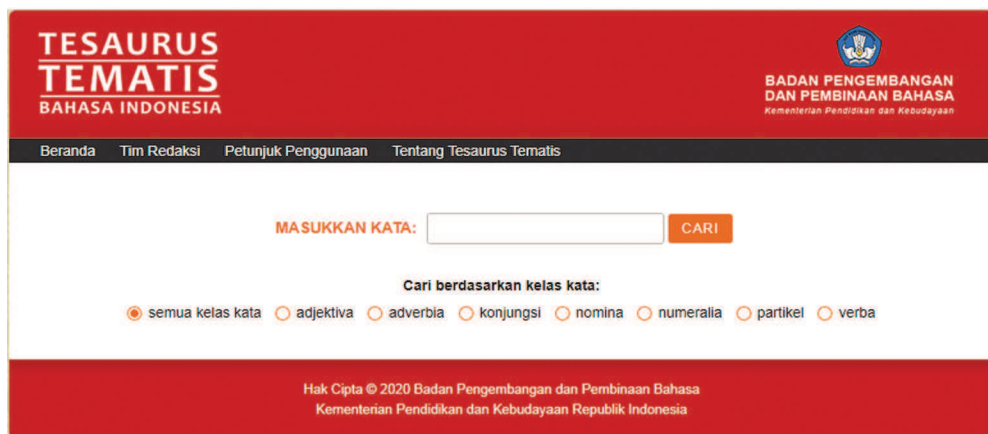 TESAURUS
TEMATIS
BAHASA INDONESIA
BADAN PENGEMBANGAN
DAN PEMBINAAN BAHASA
Kementerian Pendidikan dan Kebudayaan
Beranda Tim Redaksi Petunjuk Penggunaan Tentang Tesaurus Tematis
MASUKKAN KATA: CARI
Cari berdasarkan kelas kata:
semua kelas kata adjektiva adverbia konjungsi nomina numeralia partikel verba
Hak Cipta © 2020 Badan Pengembangan dan Pembinaan Bahasa
Kementerian Pendidikan dan Kebudayaan Republik Indonesia